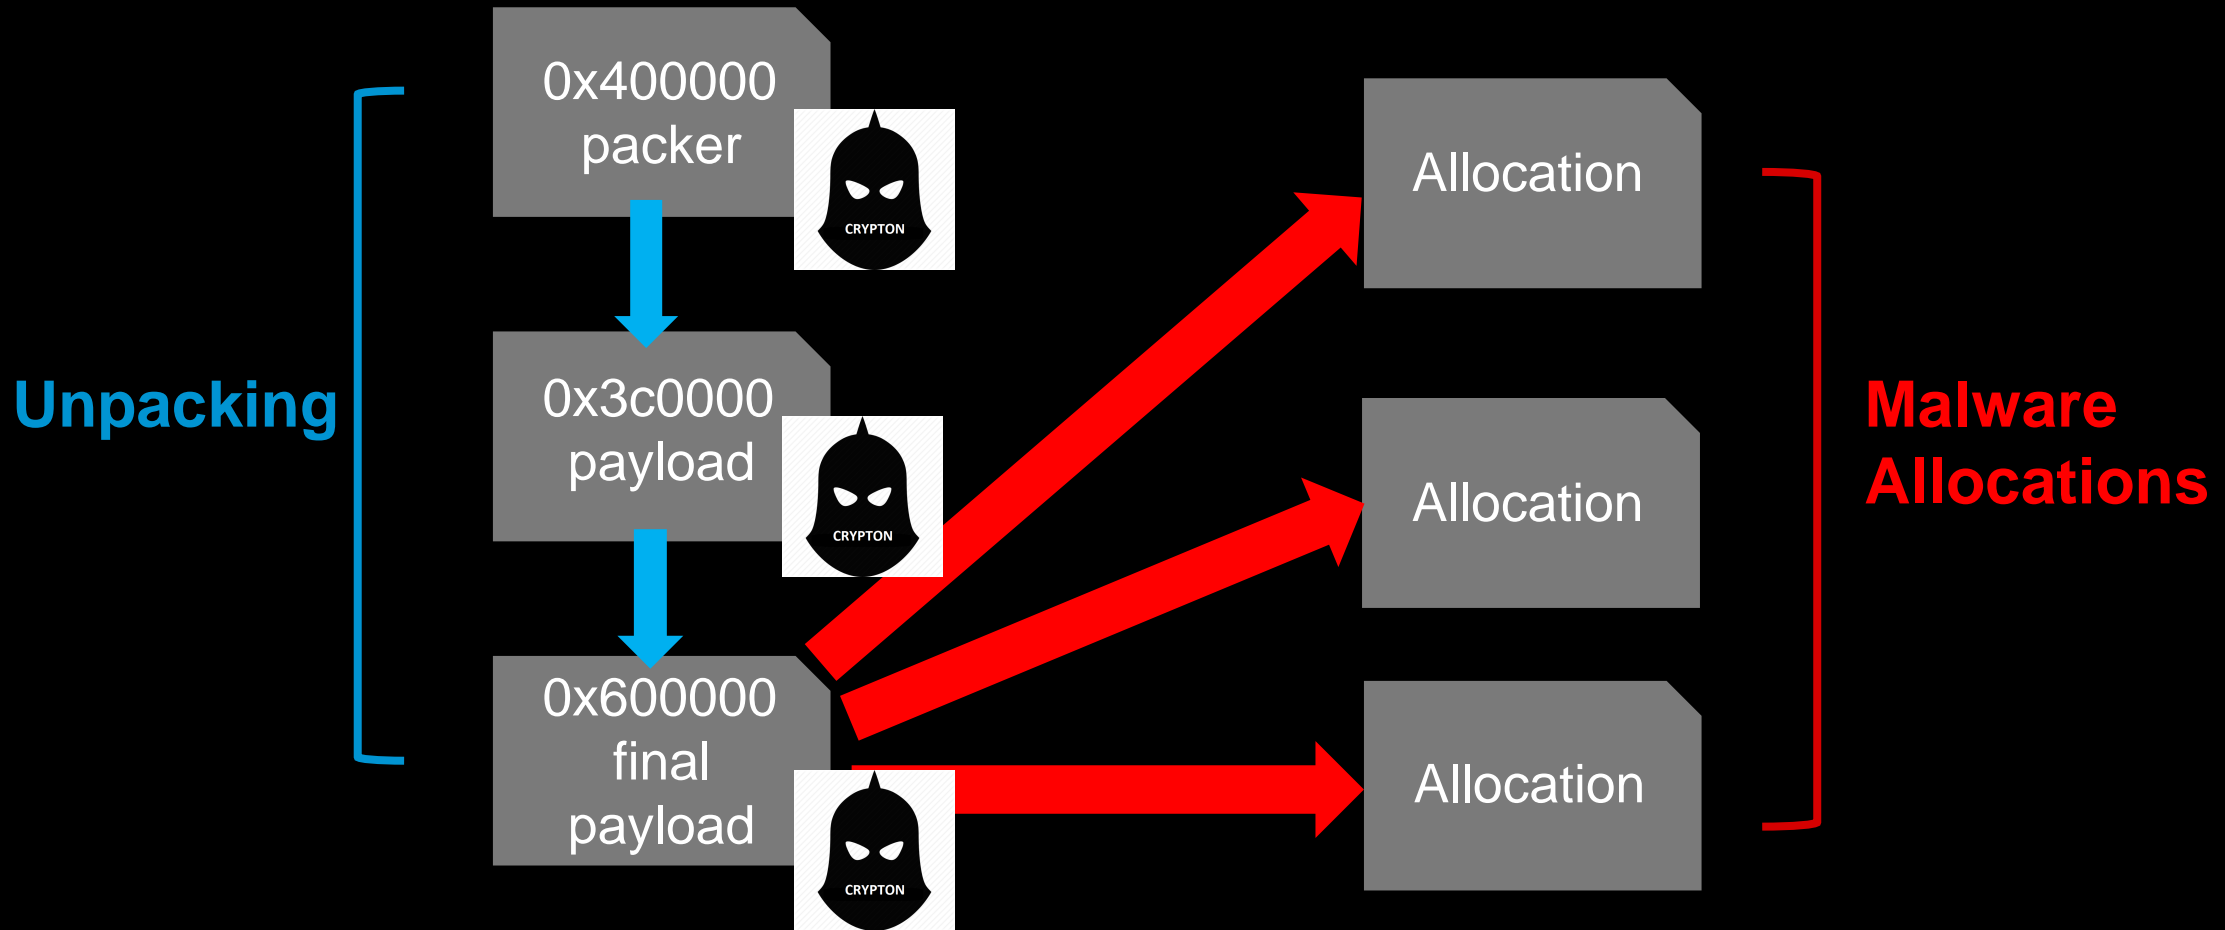 Unpacking
0x400000
packer
CRYPTON
0x3c0000
payload
CRYPTON
0x600000
final
payload
CRYPTON
Allocation
Allocation
Allocation
Malware
Allocations